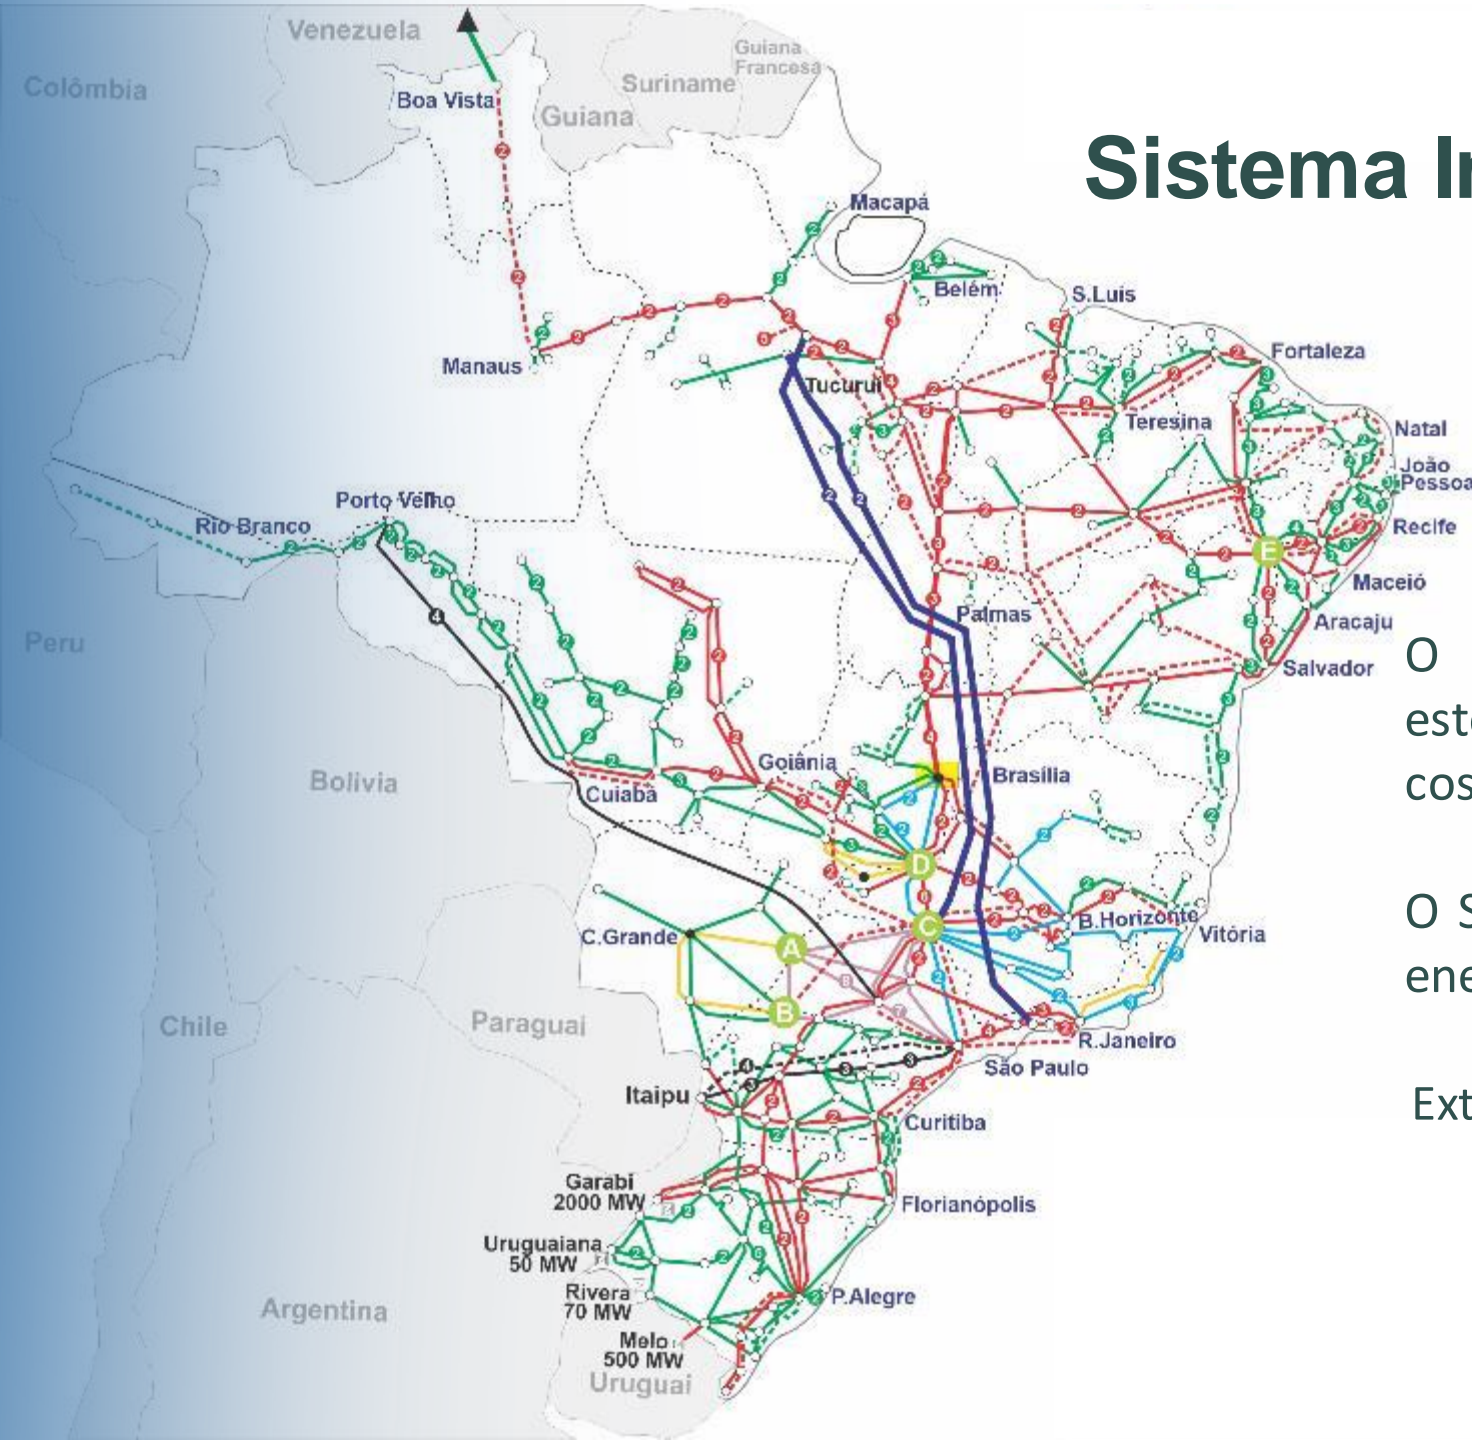 Venezuela
Guiana
Francesa
Colômbia
Suriname
Boa Vista
Guiana
Sistema
Macapá
Belém
S.Luís
Manaus
Fortaleza
Tucuruí
Teresina
Natal
João
Pessoa
Porto Velho
Rio Branco
Recife
E
Maceió
Palmas
Aracaju
Peru
Salvador
O
Goiânia
Brasília
Bolívia
Cuiabá
cos
D
O S
B.Horizonte
C
C.Grande
A
Vitória
ene
B
Chile
Paraguai
R.Janeiro
São Paulo
Itaipu
Ext
Curitiba
Garabi
2000 MW
Florianópolis
Uruguaiana
50 MW
Rivera
70 MW
P.Alegre
Argentina
Melo
500 MW
Uruguai